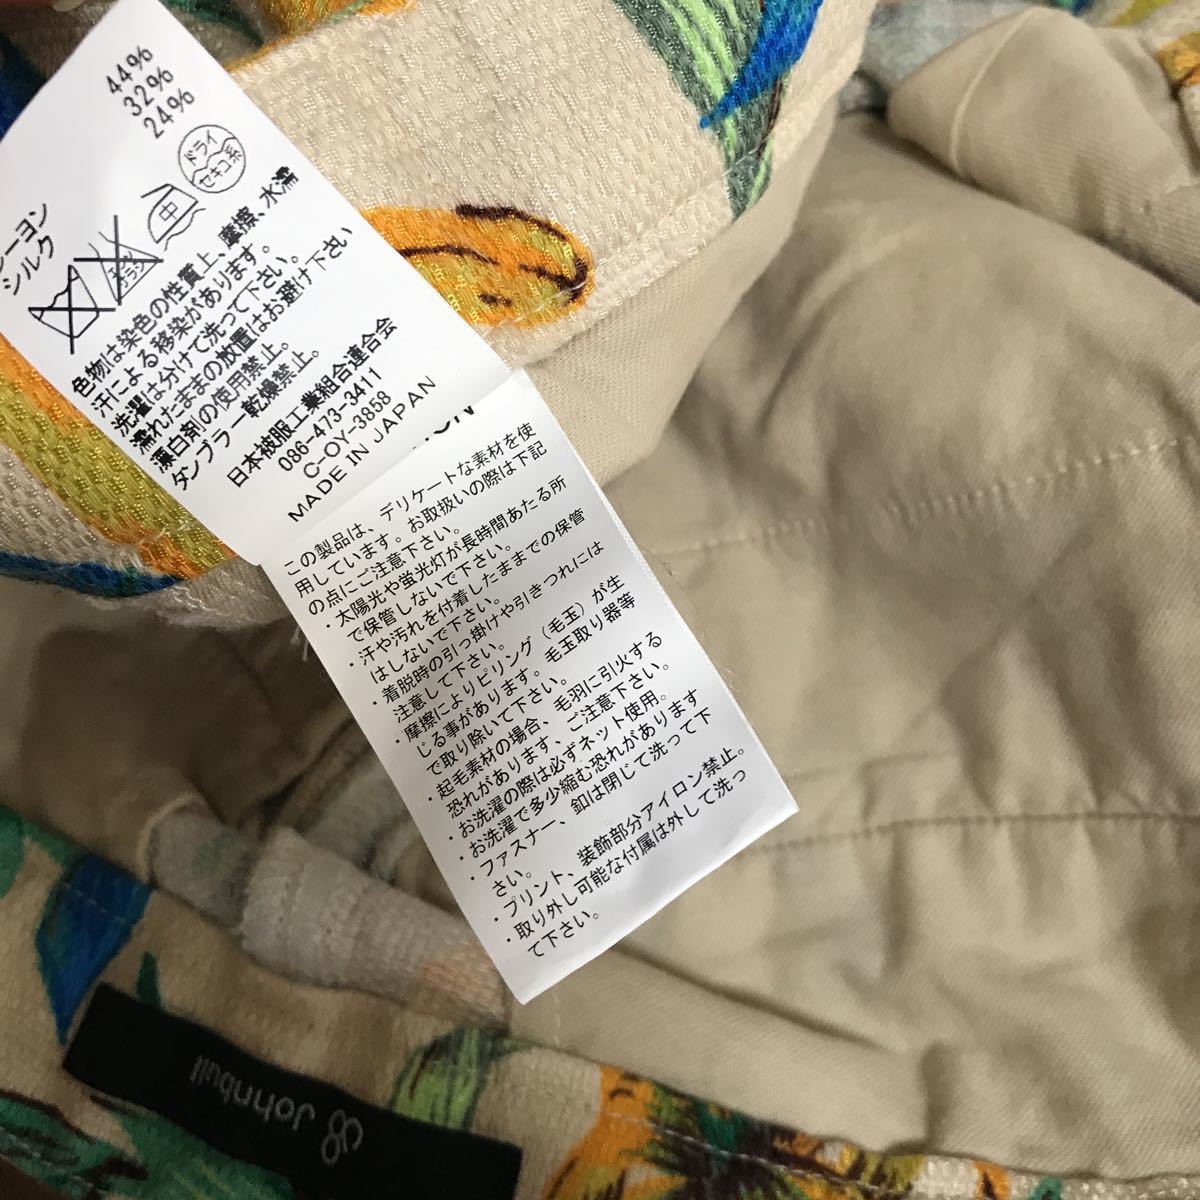 44%
32%
24%
レーヨン
シルク
ドライ
セキユ系
中
色物は染色の性質上、摩擦、水濡
汗による移染があります。
洗濯は分けて洗って下さい。
濡れたままの放置はお避け下さい
漂白剤の使用禁止。
タンブラー乾燥禁止。
日本被服工業組合連合会
086-473-3411
C-OY-3858
MADE IN JAPAN
この製品は、デリケートな素材を使
用しています。お取扱いの際は下記
の点にご注意下さい。
・太陽光や蛍光灯が長時間あたる所
で保管しないで下さい。
・汗や汚れを付着したままでの保管
はしないで下さい。
・着脱時の引っ掛けや引きつれには
注意して下さい。
・摩擦によりピリング（毛玉）が生
じる事があります。毛玉取り器等
で取り除いて下さい。
・起毛素材の場合、毛羽に引火する
恐れがあります、ご注意下さい。
・お洗濯の際は必ずネット使用。
・お洗濯で多少縮む恐れがあります
・ファスナー、釦は閉じて洗って下
さい。
・プリント、装飾部分アイロン禁止。
・取り外し可能な付属は外して洗っ
て下さい。
Johnbull